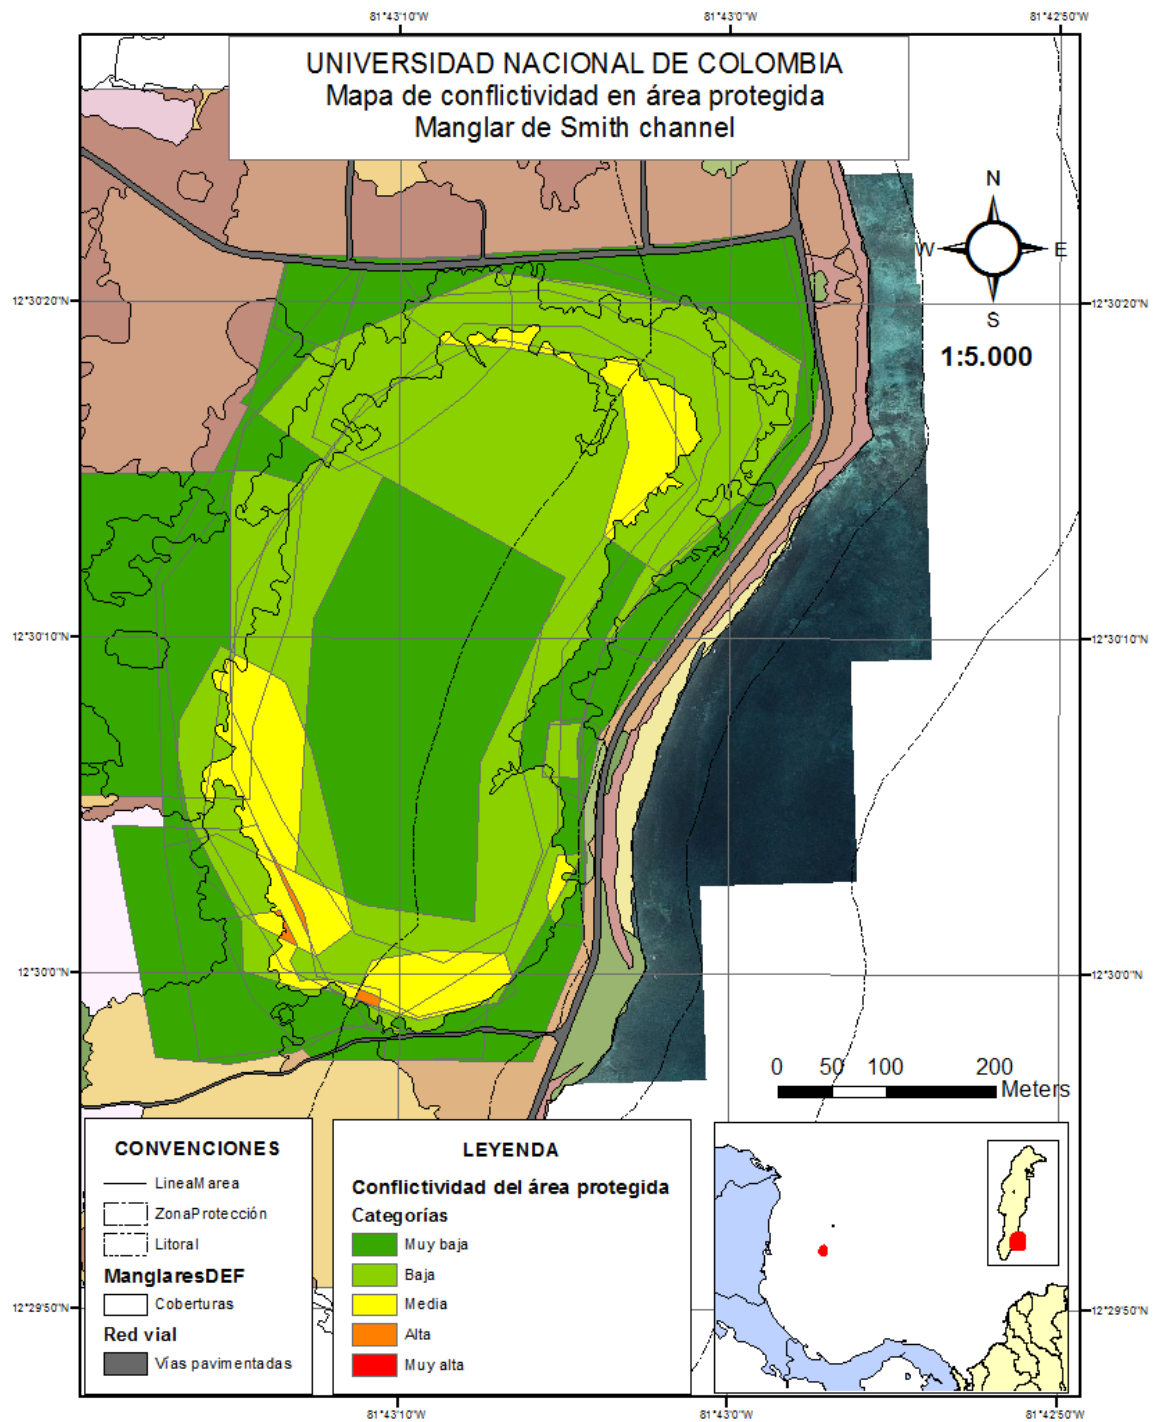 81°43'10"W
81°43'0"W
81°42'50"W
UNIVERSIDAD NACIONAL DE COLOMBIA
Mapa de conflictividad en área protegida
Manglar de Smith channel
N
W
E
S
1:5.000
12°30'20"N
12°30'20"N
12°30'10"N
12°30'10"N
12°30'0"N
12°30'0"N
0
50
100
200
Meters
CONVENCIONES
LineaMarea
ZonaProtección
Litoral
ManglaresDEF
Coberturas
Red vial
Vías pavimentadas
LEYENDA
Conflictividad del área protegida
Categorías
Muy baja
Baja
Media
Alta
Muy alta
12°29'50"N
12°29'50"N
81°43'10"W
81°43'0"W
81°42'50"W